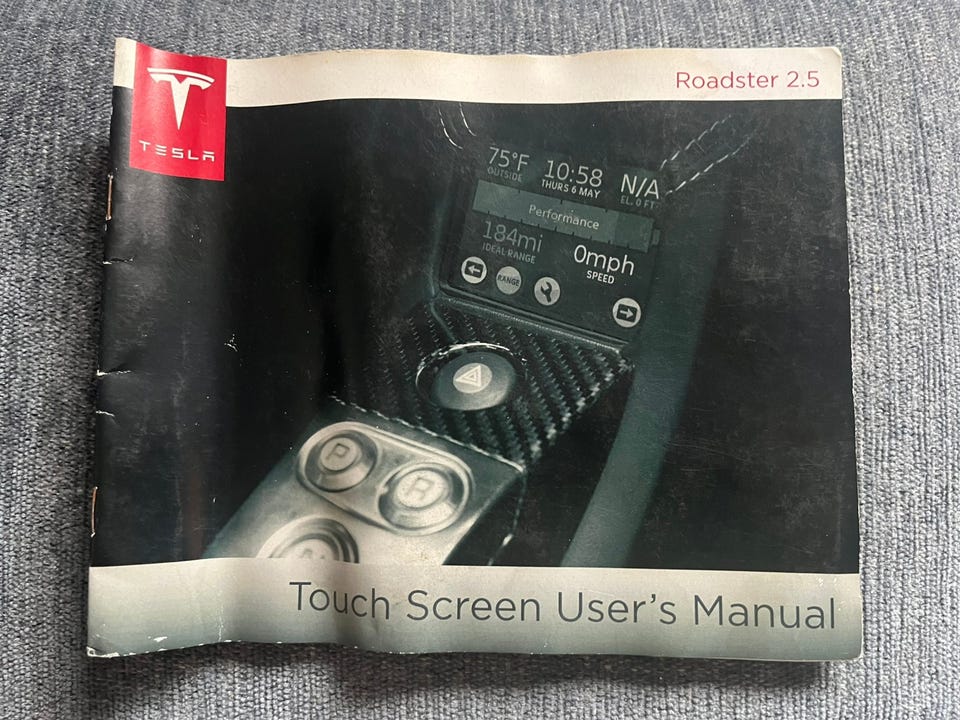 TESLA
Roadster 2.5
75°F 10:58 N/A
OUTSIDE THURS 6 MAY EL. 0 FT
Performance
184mi 0mph
IDEAL RANGE SPEED
RANGE
P
R
N
Touch Screen User's Manual